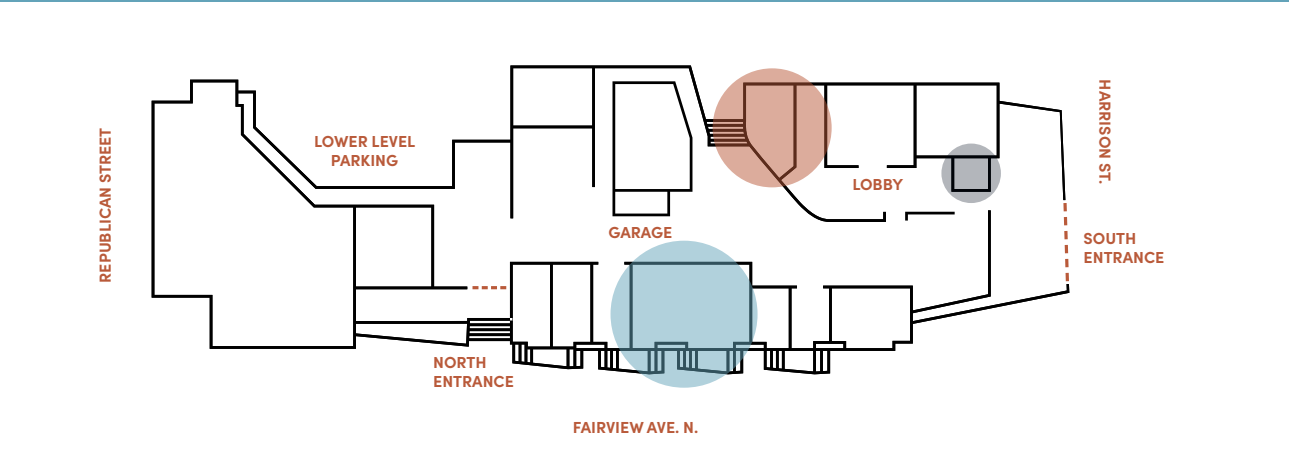 REPUBLICAN STREET
LOWER LEVEL
PARKING
HARRISON ST.
LOBBY
GARAGE
SOUTH
ENTRANCE
NORTH
ENTRANCE
FAIRVIEW AVE. N.